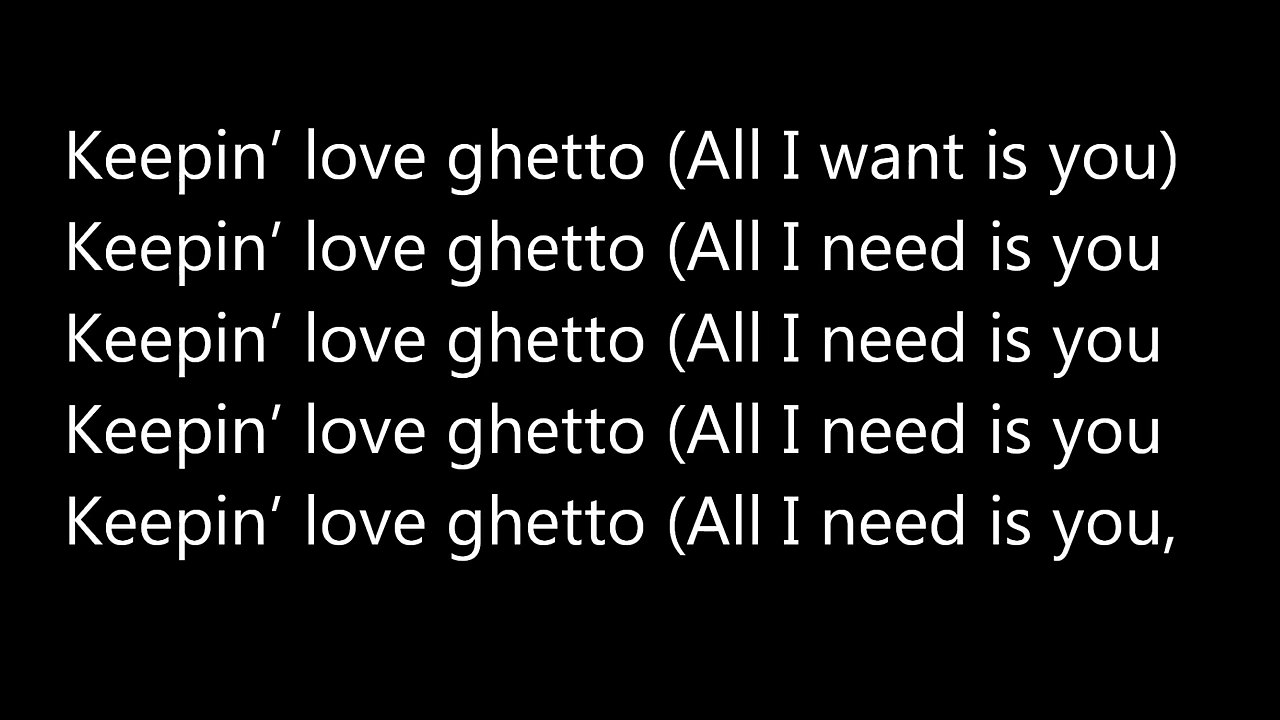 Keepin’ love ghetto (All I want is you)
Keepin’ love ghetto (All I need is you
Keepin’ love ghetto (All I need is you
Keepin’ love ghetto (All I need is you
Keepin’ love ghetto (All I need is you,